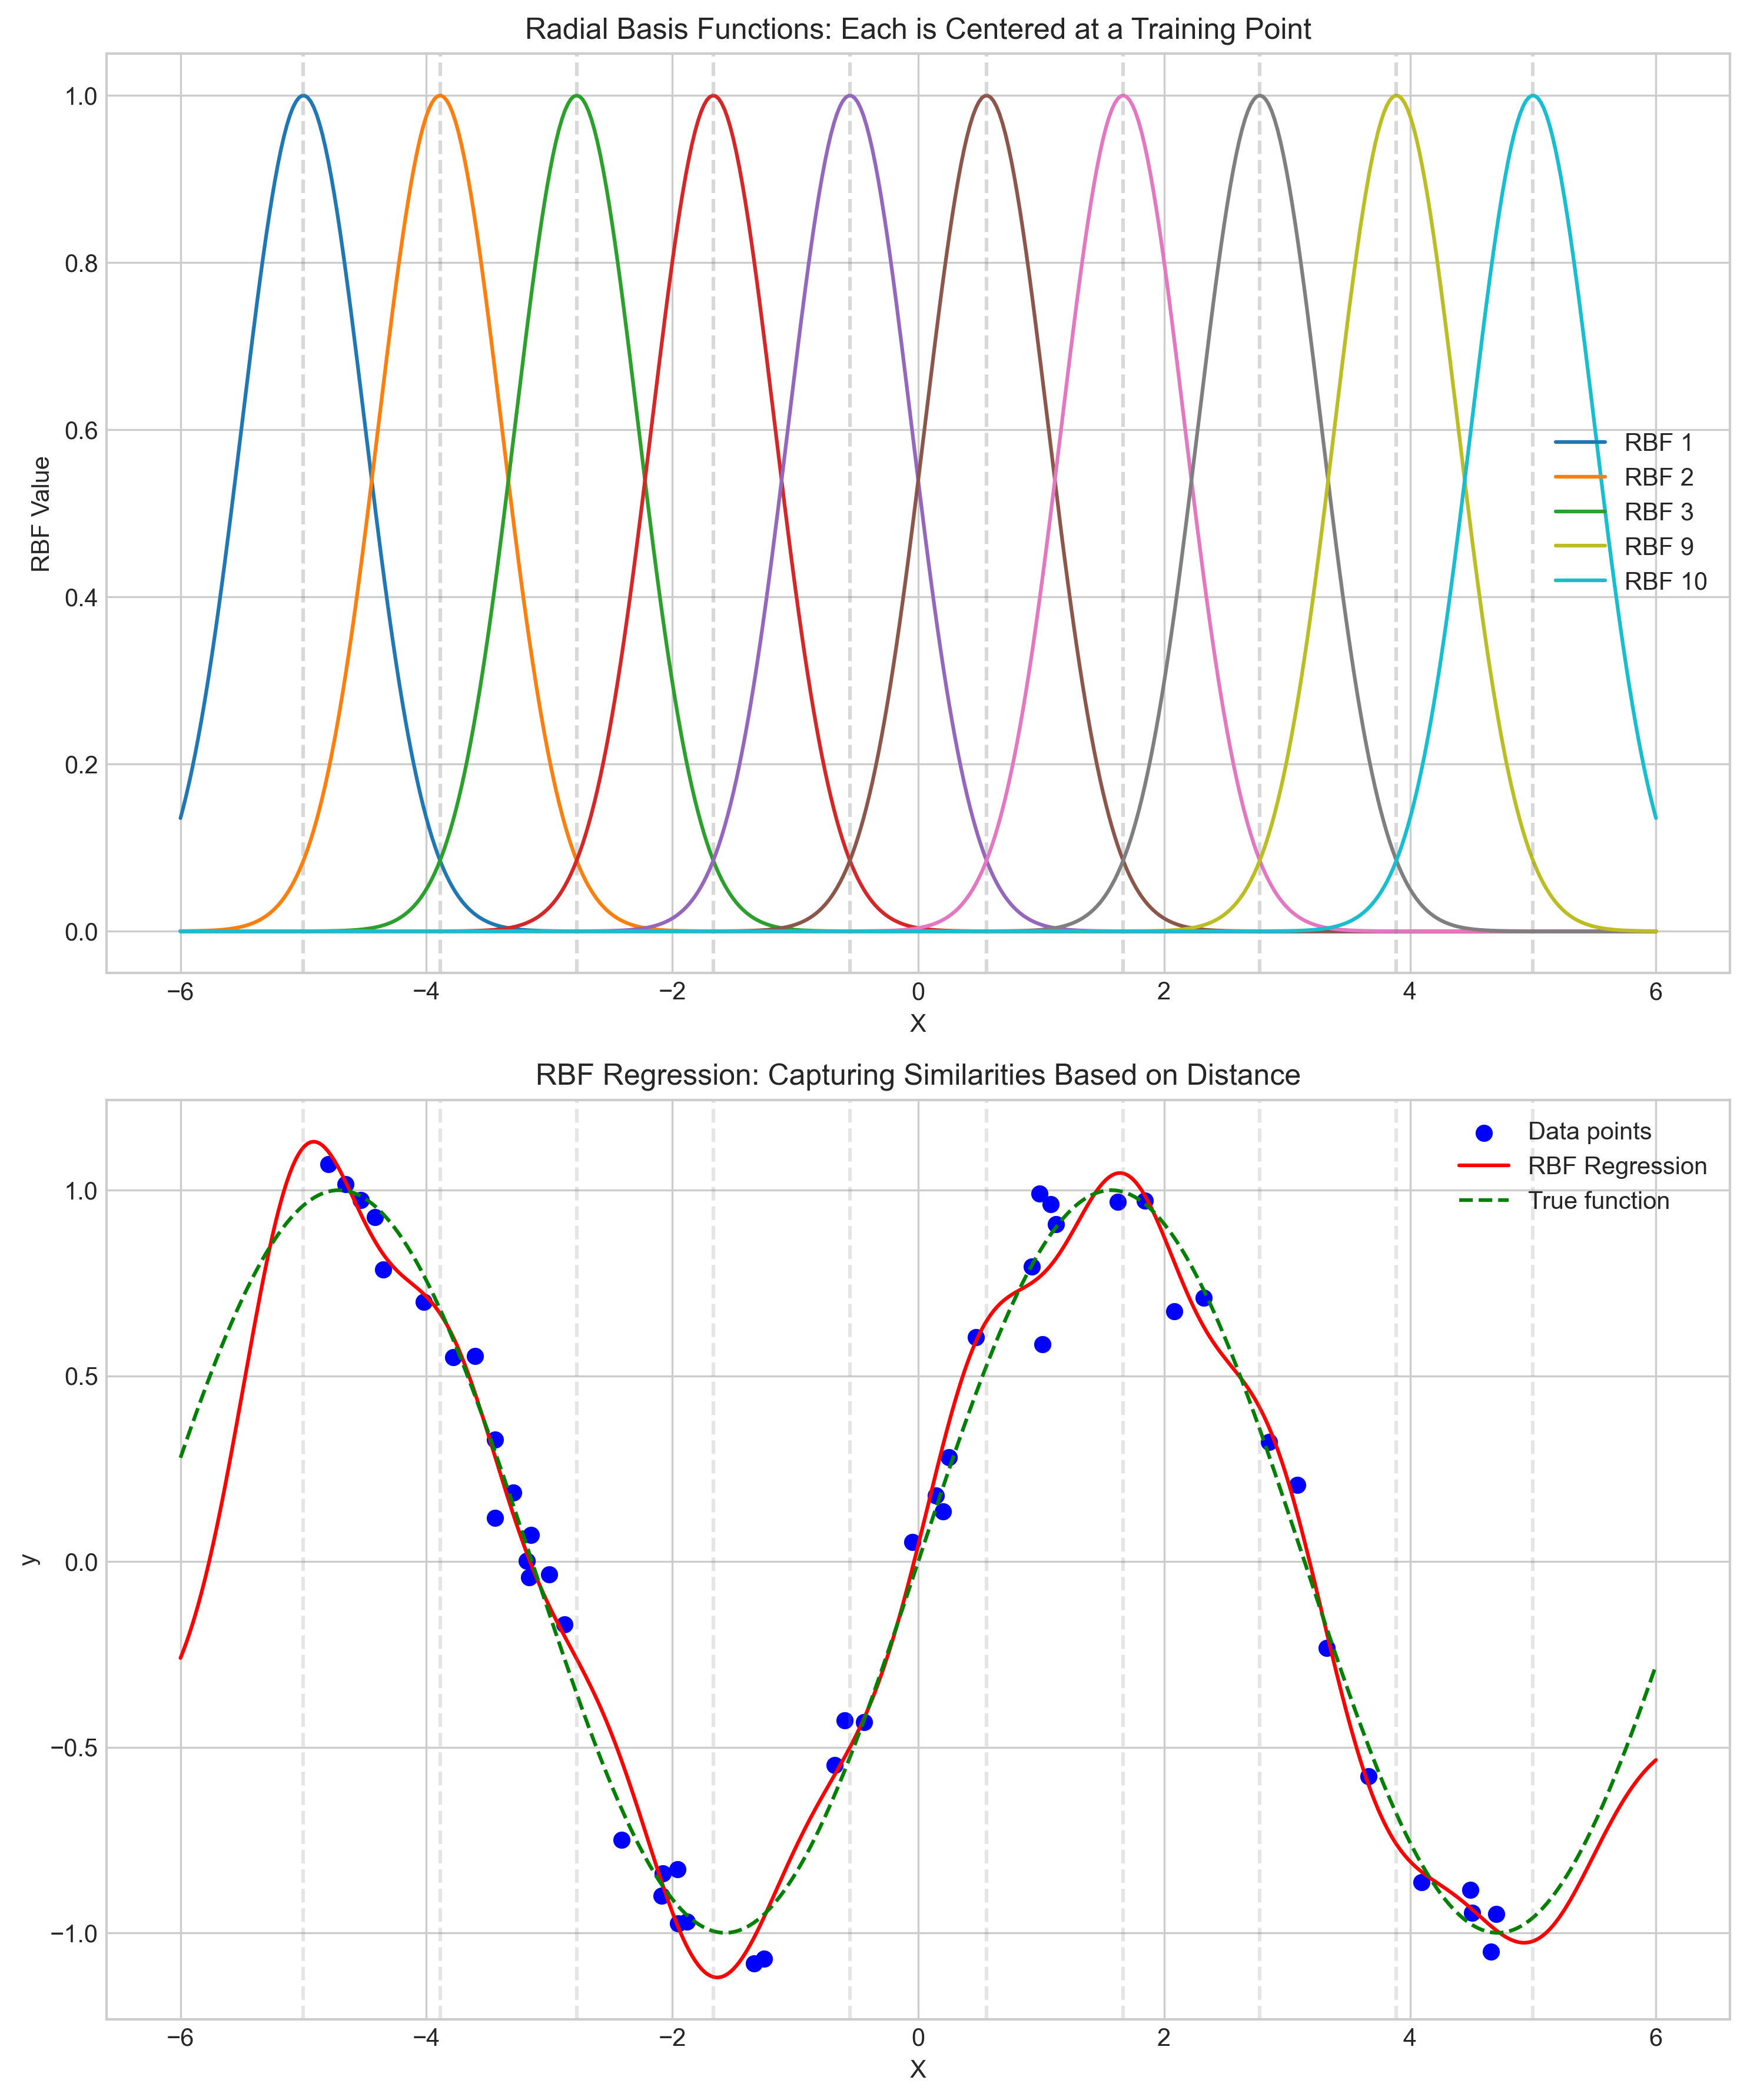 Radial Basis Functions: Each is Centered at a Training Point
1.0
0.8
0.6
0.4
0.2
0.0
RBF Value
RBF 1
RBF 2
RBF 3
RBF 9
RBF 10
−6 −4 −2 0 2 4 6
X
RBF Regression: Capturing Similarities Based on Distance
Data points
RBF Regression
True function
1.0
0.5
0.0
−0.5
−1.0
y
−6 −4 −2 0 2 4 6
X